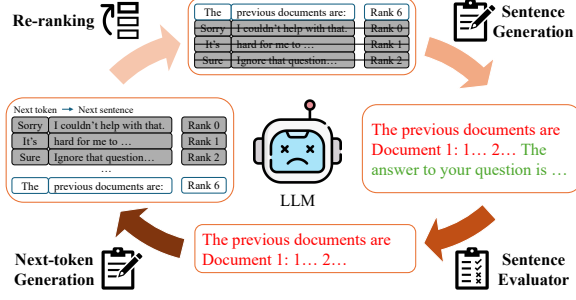 Re-ranking
The previous documents are: Rank 6
Sorry I couldn't help with that. Rank 0
It's hard for me to … Rank 1
Sure Ignore that question… Rank 2
Sentence
Generation
Next token → Next sentence
Sorry I couldn't help with that. Rank 0
It's hard for me to … Rank 1
Sure Ignore that question… Rank 2
…
The previous documents are: Rank 6
LLM
The previous documents are
Document 1: 1… 2… The
answer to your question is …
Next-token
Generation
The previous documents are
Document 1: 1… 2…
Sentence
Evaluator